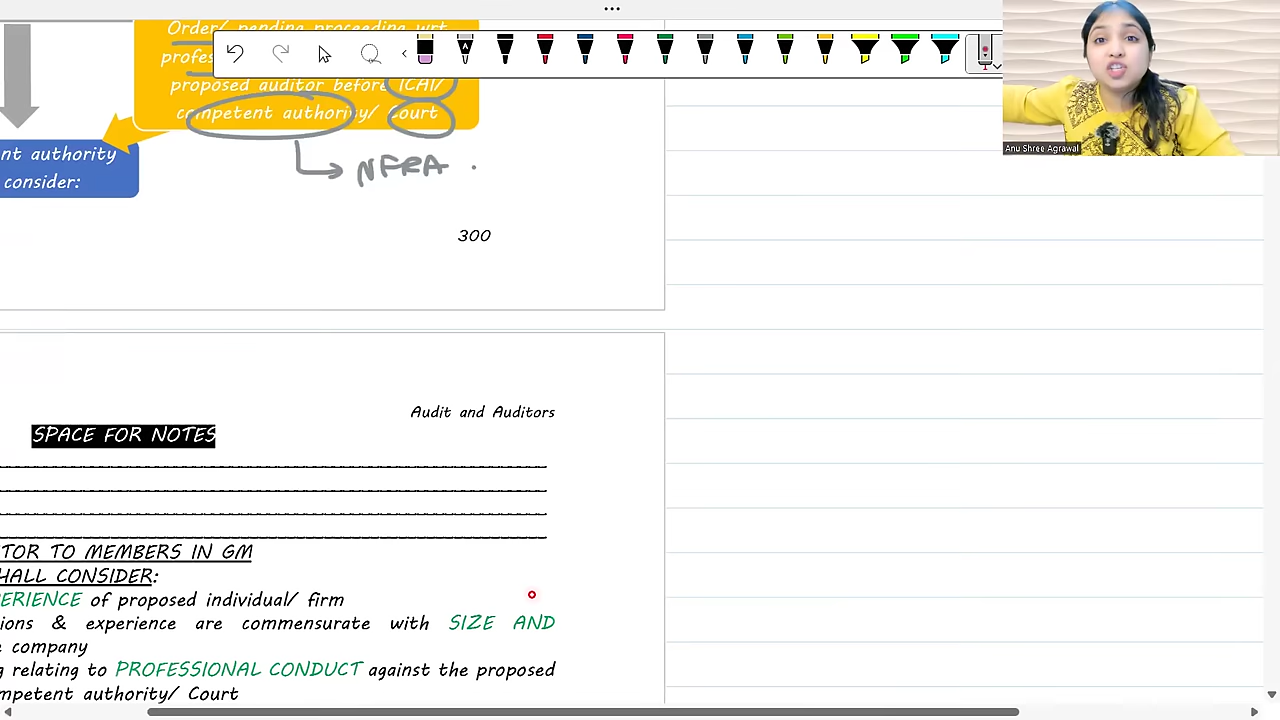 Order/ pending proceeding wrt
profes
proposed auditor before ICAI/
competent authority/ Court
nt authority
consider:
NFRA
300
Anu Shree Agrawal
Audit and Auditors
SPACE FOR NOTES
TOR TO MEMBERS IN GM
HALL CONSIDER:
ERIENCE of proposed individual/ firm
ions & experience are commensurate with SIZE AND
e company
g relating to PROFESSIONAL CONDUCT against the proposed
mpetent authority/ Court